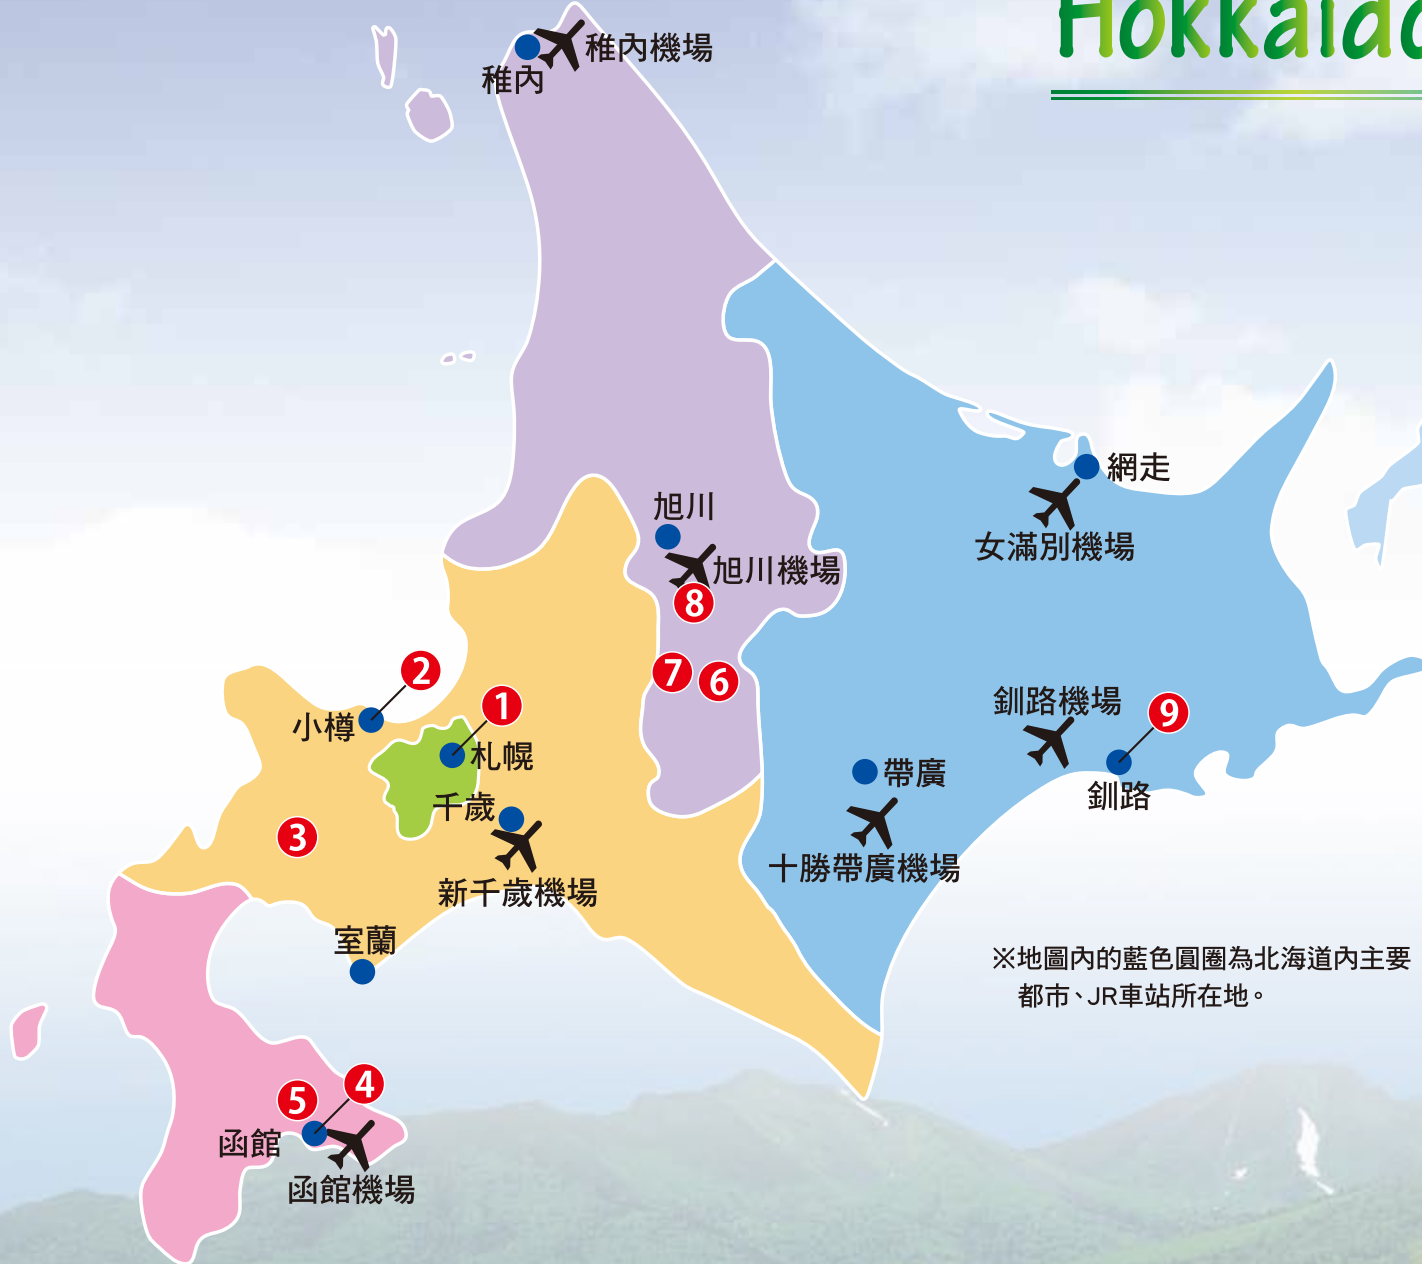 Hokkaido
稚內機場
稚內
網走
旭川
女滿別機場
旭川機場
8
2
7
6
釧路機場
1
9
小樽
札幌
帶廣
釧路
千歲
3
十勝帶廣機場
新千歲機場
室蘭
※地圖內的藍色圓圈為北海道內主要
都市、JR車站所在地。
4
5
函館
函館機場